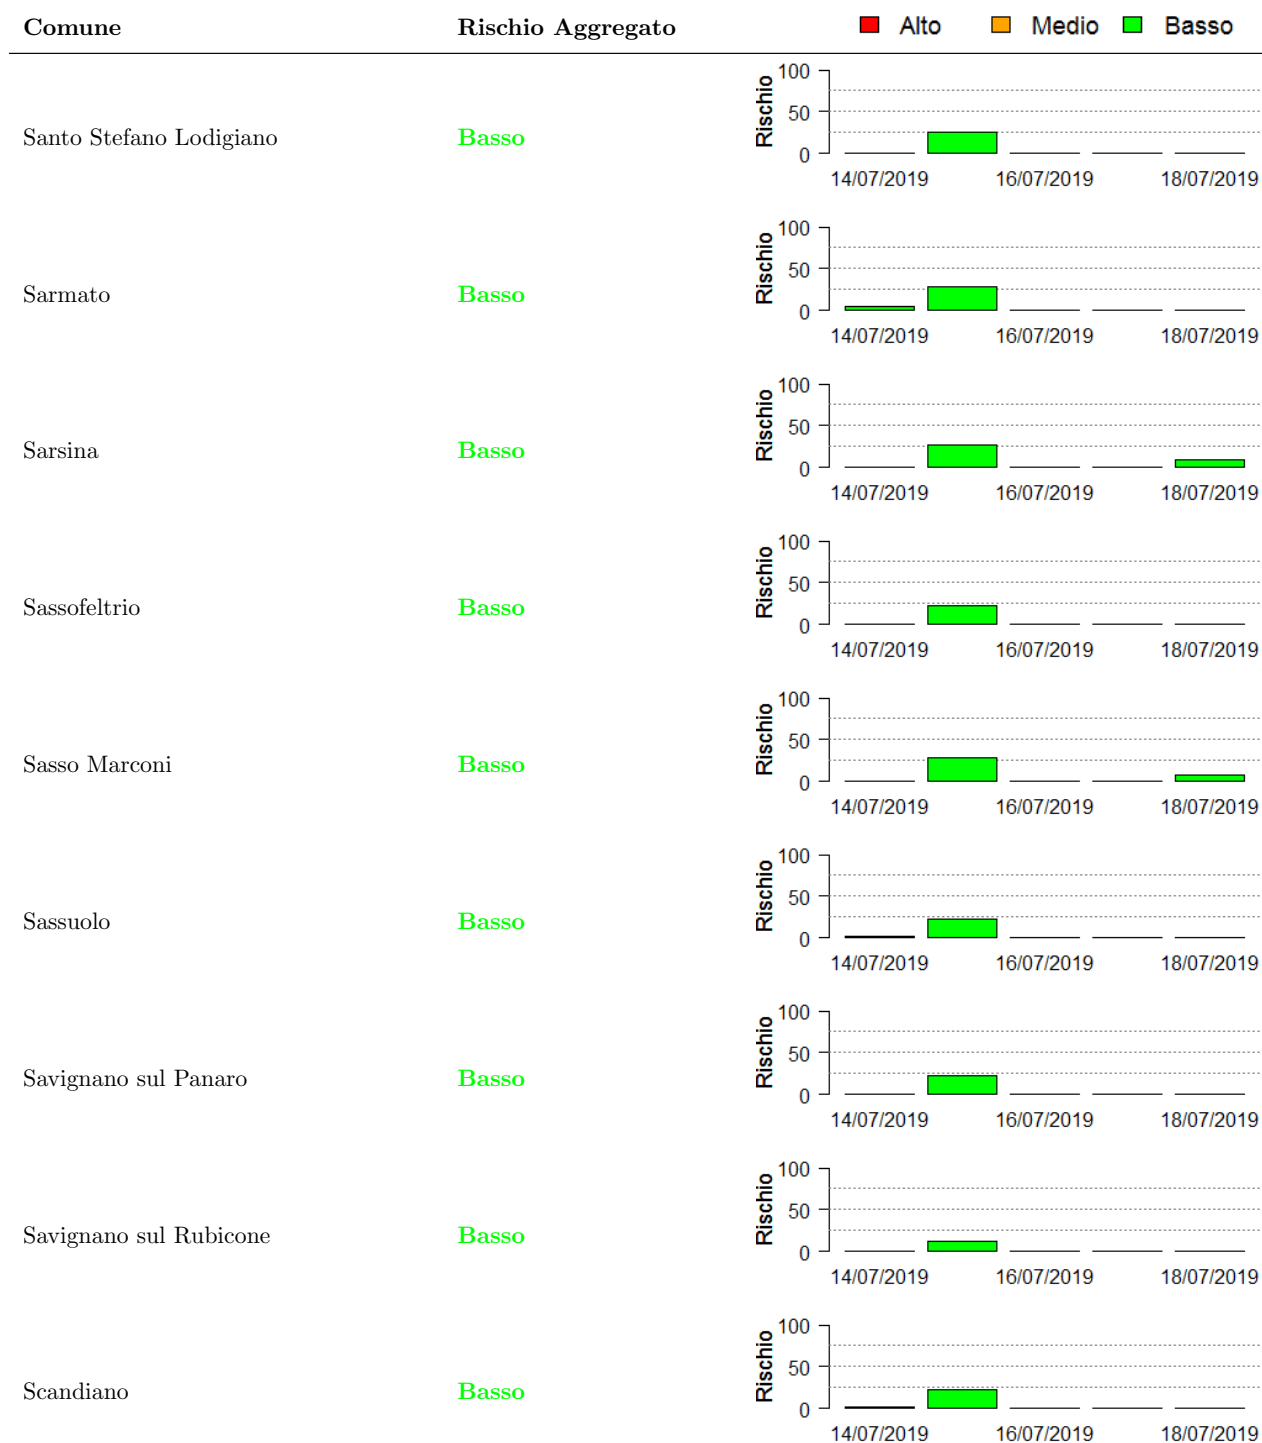 Comune Rischio Aggregato Alto Medio Basso
100
50
0
Rischio
Santo Stefano Lodigiano Basso
14/07/2019 16/07/2019 18/07/2019
100
50
0
Rischio
Sarmato Basso
14/07/2019 16/07/2019 18/07/2019
100
50
0
Rischio
Sarsina Basso
14/07/2019 16/07/2019 18/07/2019
100
50
0
Rischio
Sassofeltrio Basso
14/07/2019 16/07/2019 18/07/2019
100
50
0
Rischio
Sasso Marconi Basso
14/07/2019 16/07/2019 18/07/2019
100
50
0
Rischio
Sassuolo Basso
14/07/2019 16/07/2019 18/07/2019
100
50
0
Rischio
Savignano sul Panaro Basso
14/07/2019 16/07/2019 18/07/2019
100
50
0
Rischio
Savignano sul Rubicone Basso
14/07/2019 16/07/2019 18/07/2019
100
50
0
Rischio
Scandiano Basso
14/07/2019 16/07/2019 18/07/2019